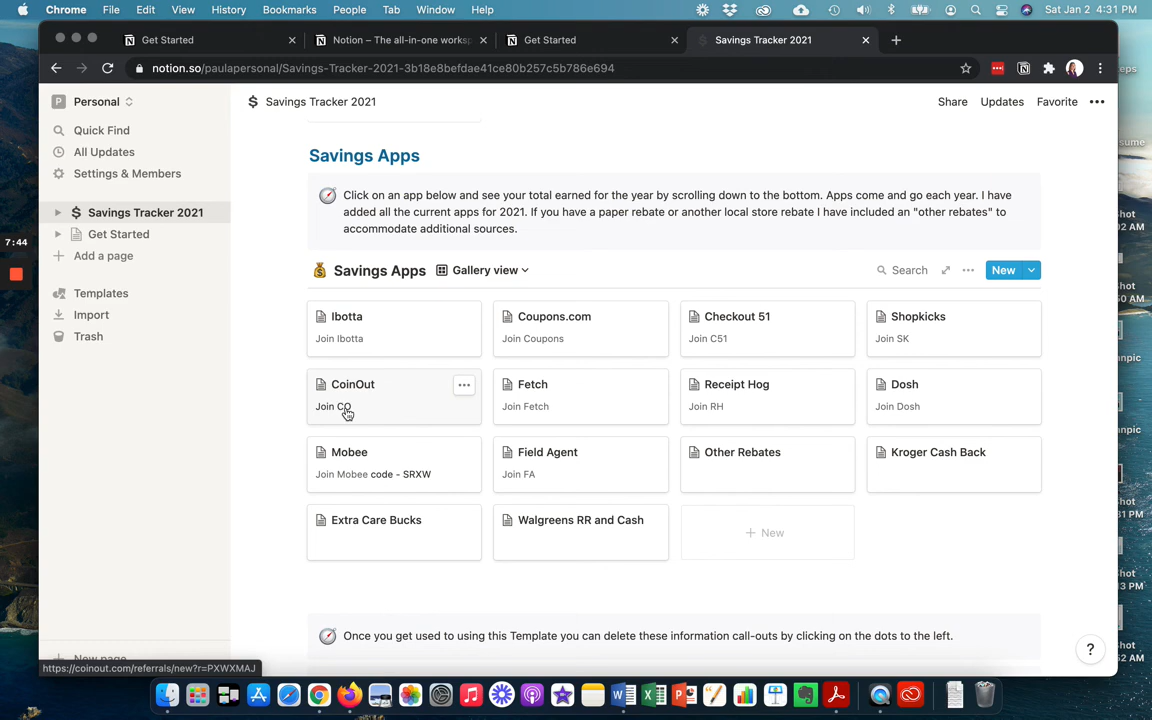 Chrome File Edit View History Bookmarks People Tab Window Help Sat Jan 2 4:31 PM
Get Started Notion – The all-in-one worksp Get Started Savings Tracker 2021
notion.so/paulapersonal/Savings-Tracker-2021-3b18e8befdae41ce80b257c5b786e694
P Personal
Savings Tracker 2021 Share Updates Favorite
Quick Find
All Updates
Settings & Members
Savings Tracker 2021
Get Started
Add a page
Templates
Import
Trash
New page
7:44
Savings Apps
Click on an app below and see your total earned for the year by scrolling down to the bottom. Apps come and go each year. I have
added all the current apps for 2021. If you have a paper rebate or another local store rebate I have included an "other rebates" to
accommodate additional sources.
Savings Apps Gallery view Search New
Ibotta Coupons.com Checkout 51 Shopkicks
Join Ibotta Join Coupons Join C51 Join SK
CoinOut Fetch Receipt Hog Dosh
Join CO Join Fetch Join RH Join Dosh
Mobee Field Agent Other Rebates Kroger Cash Back
Join Mobee code - SRXW Join FA
Extra Care Bucks Walgreens RR and Cash
New
Once you get used to using this Template you can delete these information call-outs by clicking on the dots to the left.
?
https://coinout.com/referrals/new?r=PXWXMAJ